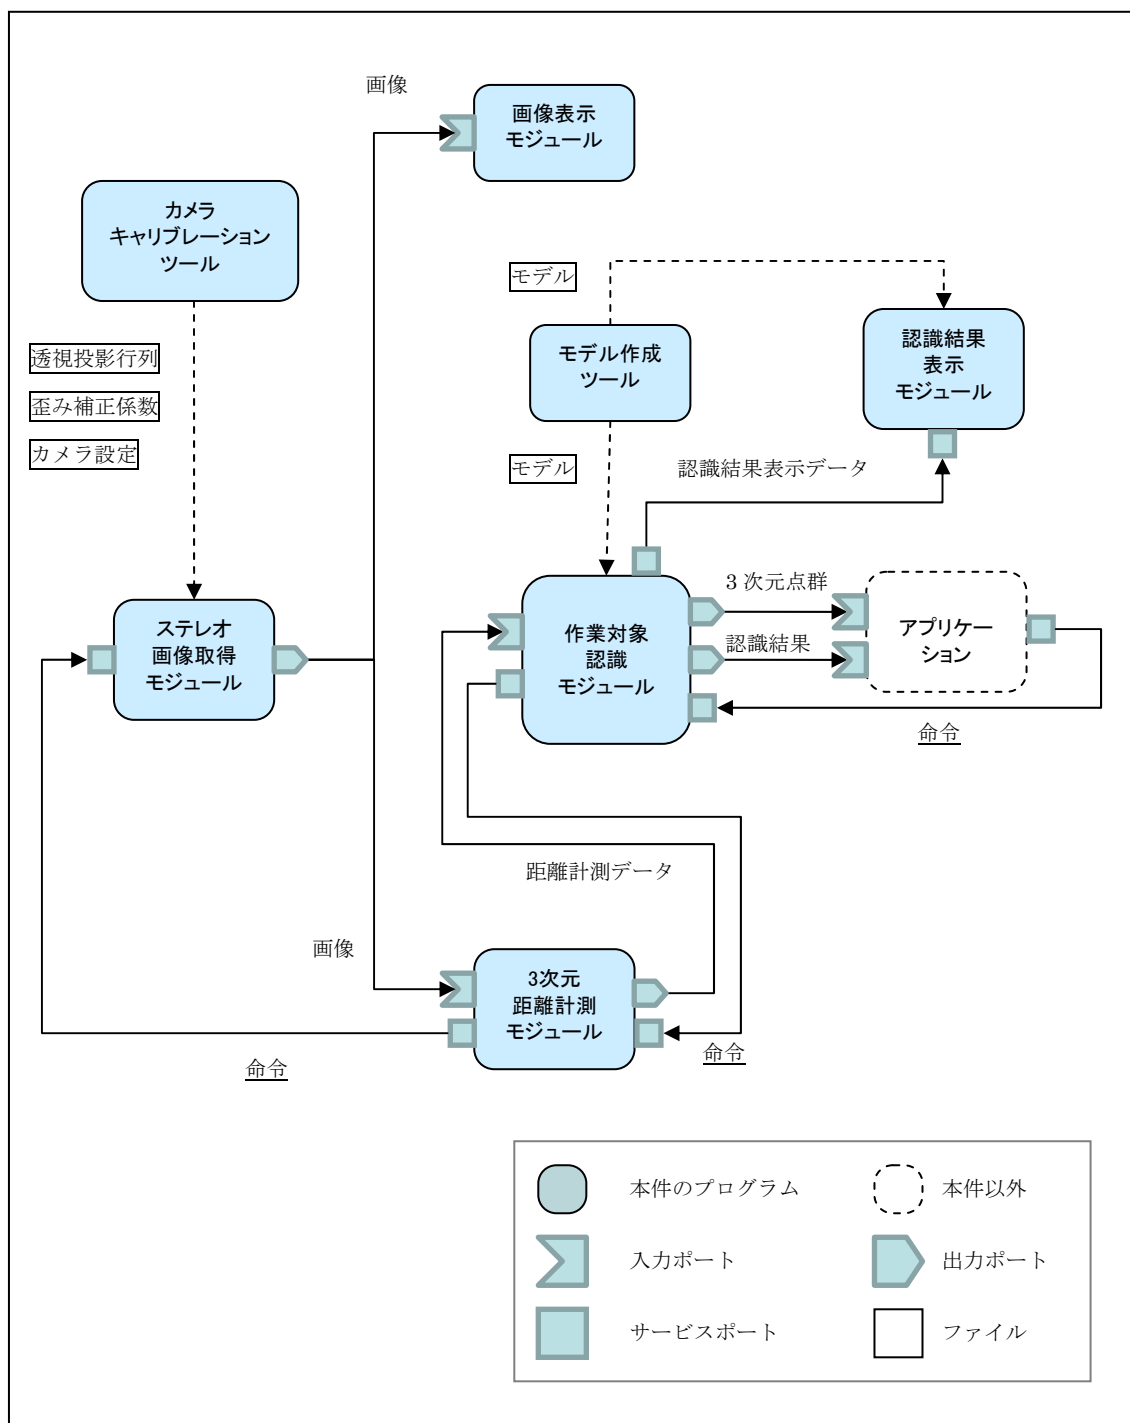 画像
画像表示
モジュール
カメラ
キャリブレーション
ツール
モデル
認識結果
表示
モジュール
モデル作成
ツール
透視投影行列
歪み補正係数
カメラ設定
モデル
認識結果表示データ
3 次元点群
ステレオ
画像取得
モジュール
作業対象
認識
モジュール
認識結果
アプリケー
ション
命令
距離計測データ
画像
3次元
距離計測
モジュール
命令
命令
本件のプログラム
本件以外
入力ポート
出力ポート
サービスポート
ファイル